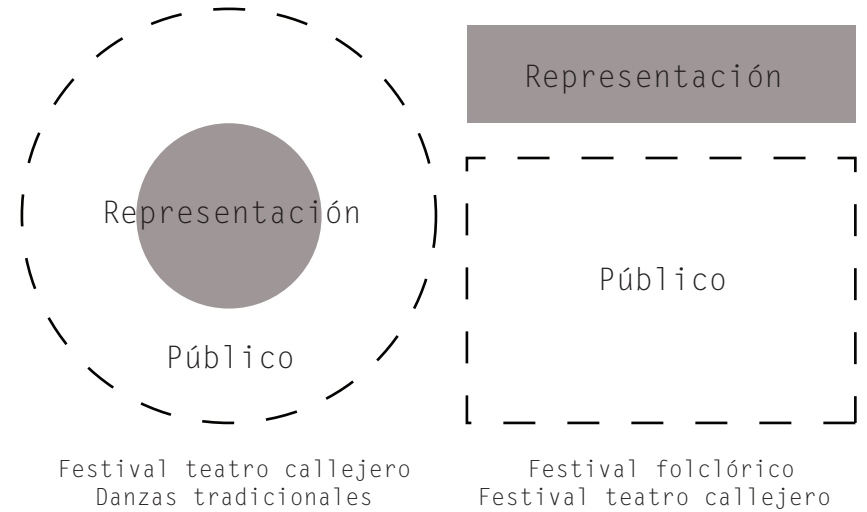 Representación
Público
Festival teatro callejero
Danzas tradicionales
Representación
Público
Festival folclórico
Festival teatro callejero